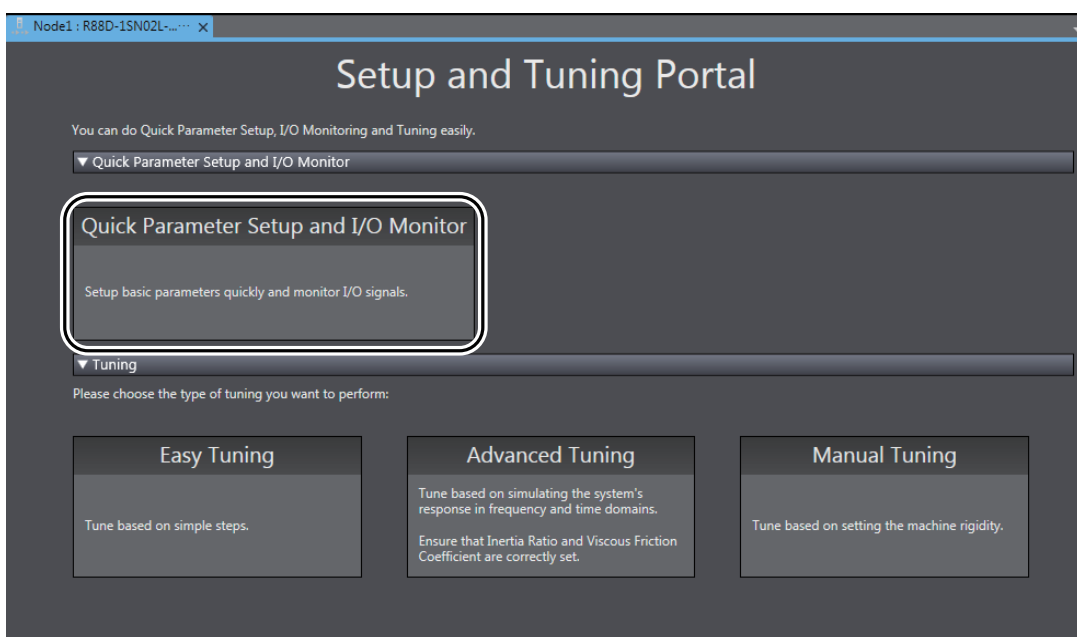 Node1 : R88D-1SN02L-...··· ×
Setup and Tuning Portal
You can do Quick Parameter Setup, I/O Monitoring and Tuning easily.
▼ Quick Parameter Setup and I/O Monitor
Quick Parameter Setup and I/O Monitor
Setup basic parameters quickly and monitor I/O signals.
▼ Tuning
Please choose the type of tuning you want to perform:
Easy Tuning
Tune based on simple steps.
Advanced Tuning
Tune based on simulating the system's
response in frequency and time domains.
Ensure that Inertia Ratio and Viscous Friction
Coefficient are correctly set.
Manual Tuning
Tune based on setting the machine rigidity.